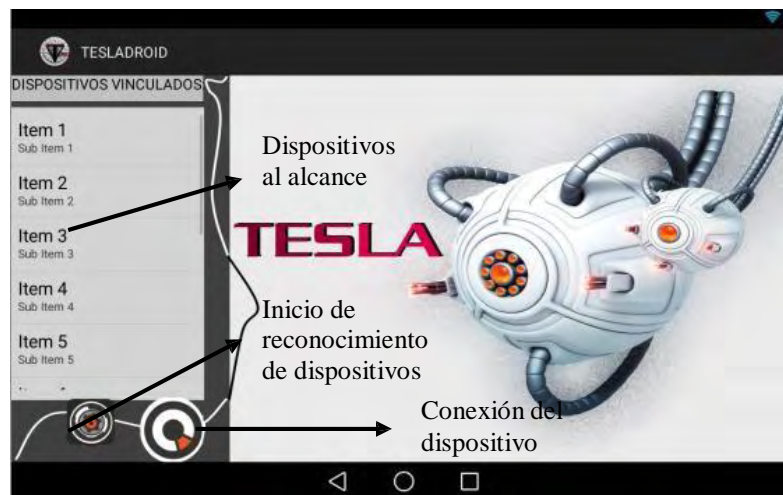 TESLADROID
DISPOSITIVOS VINCULADOS
Item 1
Sub Item 1
Item 2
Sub Item 2
Item 3
Sub Item 3
Item 4
Sub Item 4
Item 5
Sub Item 5
Dispositivos
al alcance
TESLA
Inicio de
reconocimiento
de dispositivos
Conexión del
dispositivo